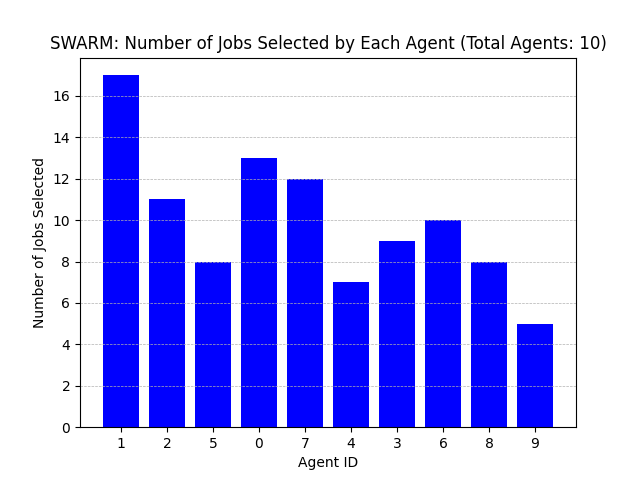 SWARM: Number of Jobs Selected by Each Agent (Total Agents: 10)
Number of Jobs Selected
16
14
12
10
8
6
4
2
0
1 2 5 0 7 4 3 6 8 9
Agent ID